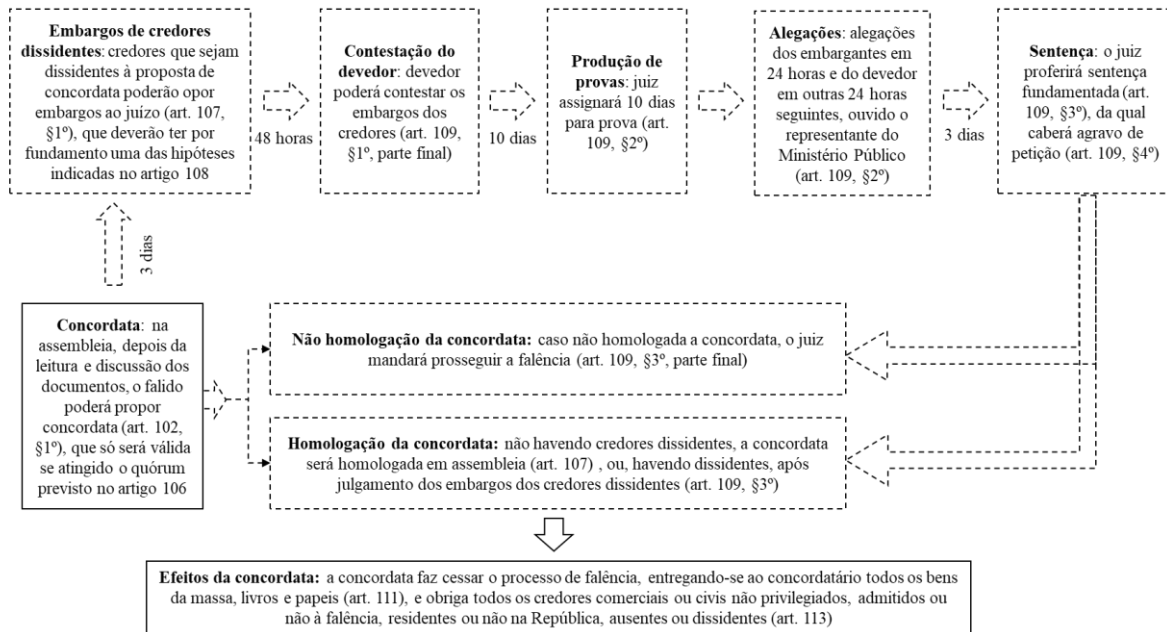 Embargos de credores
dissidentes: credores que sejam
dissidentes à proposta de
concordata poderão opor
embargos ao juízo (art. 107,
§1º), que deverão ter por
fundamento uma das hipóteses
indicadas no artigo 108
48 horas
Contestação do
devedor: devedor
poderá contestar os
embargos dos
credores (art. 109,
§1º, parte final)
10 dias
Produção de
provas: juiz
assignará 10 dias
para prova (art.
109, §2º)
Alegações: alegações
dos embargantes em
24 horas e do devedor
em outras 24 horas
seguintes, ouvido o
representante do
Ministério Público
(art. 109, §2º)
3 dias
Sentença: o juiz
proferirá sentença
fundamentada (art.
109, §3º), da qual
caberá agravo de
petição (art. 109, §4º)
3 dias
Concordata: na
assembleia, depois da
leitura e discussão dos
documentos, o falido
poderá propor
concordata (art. 102,
§1º), que só será válida
se atingido o quórum
previsto no artigo 106
Não homologação da concordata: caso não homologada a concordata, o juiz
mandará prosseguir a falência (art. 109, §3º, parte final)
Homologação da concordata: não havendo credores dissidentes, a concordata
será homologada em assembleia (art. 107) , ou, havendo dissidentes, após
julgamento dos embargos dos credores dissidentes (art. 109, §3º)
Efeitos da concordata: a concordata faz cessar o processo de falência, entregando-se ao concordatário todos os bens
da massa, livros e papeis (art. 111), e obriga todos os credores comerciais ou civis não privilegiados, admitidos ou
não à falência, residentes ou não na República, ausentes ou dissidentes (art. 113)